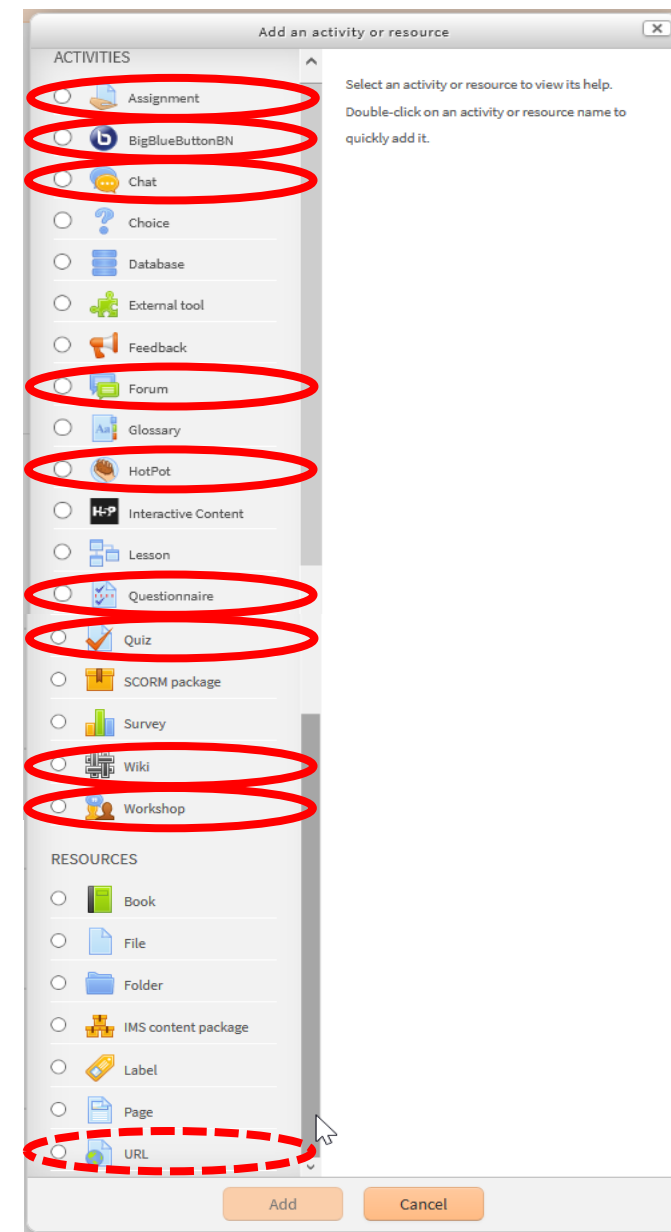 Add an activity or resource
ACTIVITIES
Select an activity or resource to view its help.
Double-click on an activity or resource name to
quickly add it.
Assignment
b BigBlueButtonBN
Chat
Choice
Database
External tool
Feedback
Forum
Aa Glossary
HotPot
H-P Interactive Content
Lesson
Questionnaire
Quiz
SCORM package
Survey
Wiki
Workshop
RESOURCES
Book
File
Folder
IMS content package
Label
Page
URL
Add Cancel